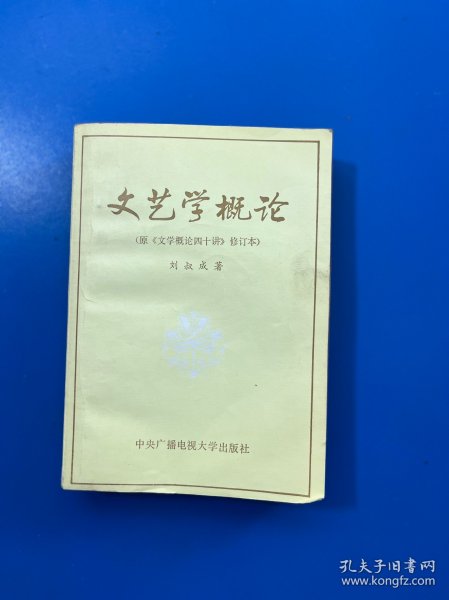 文艺学概论
（原《文学概论四十讲》修订本）
刘叔成著
中央广播电视大学出版社
孔夫子旧书网
www.kongfz.com